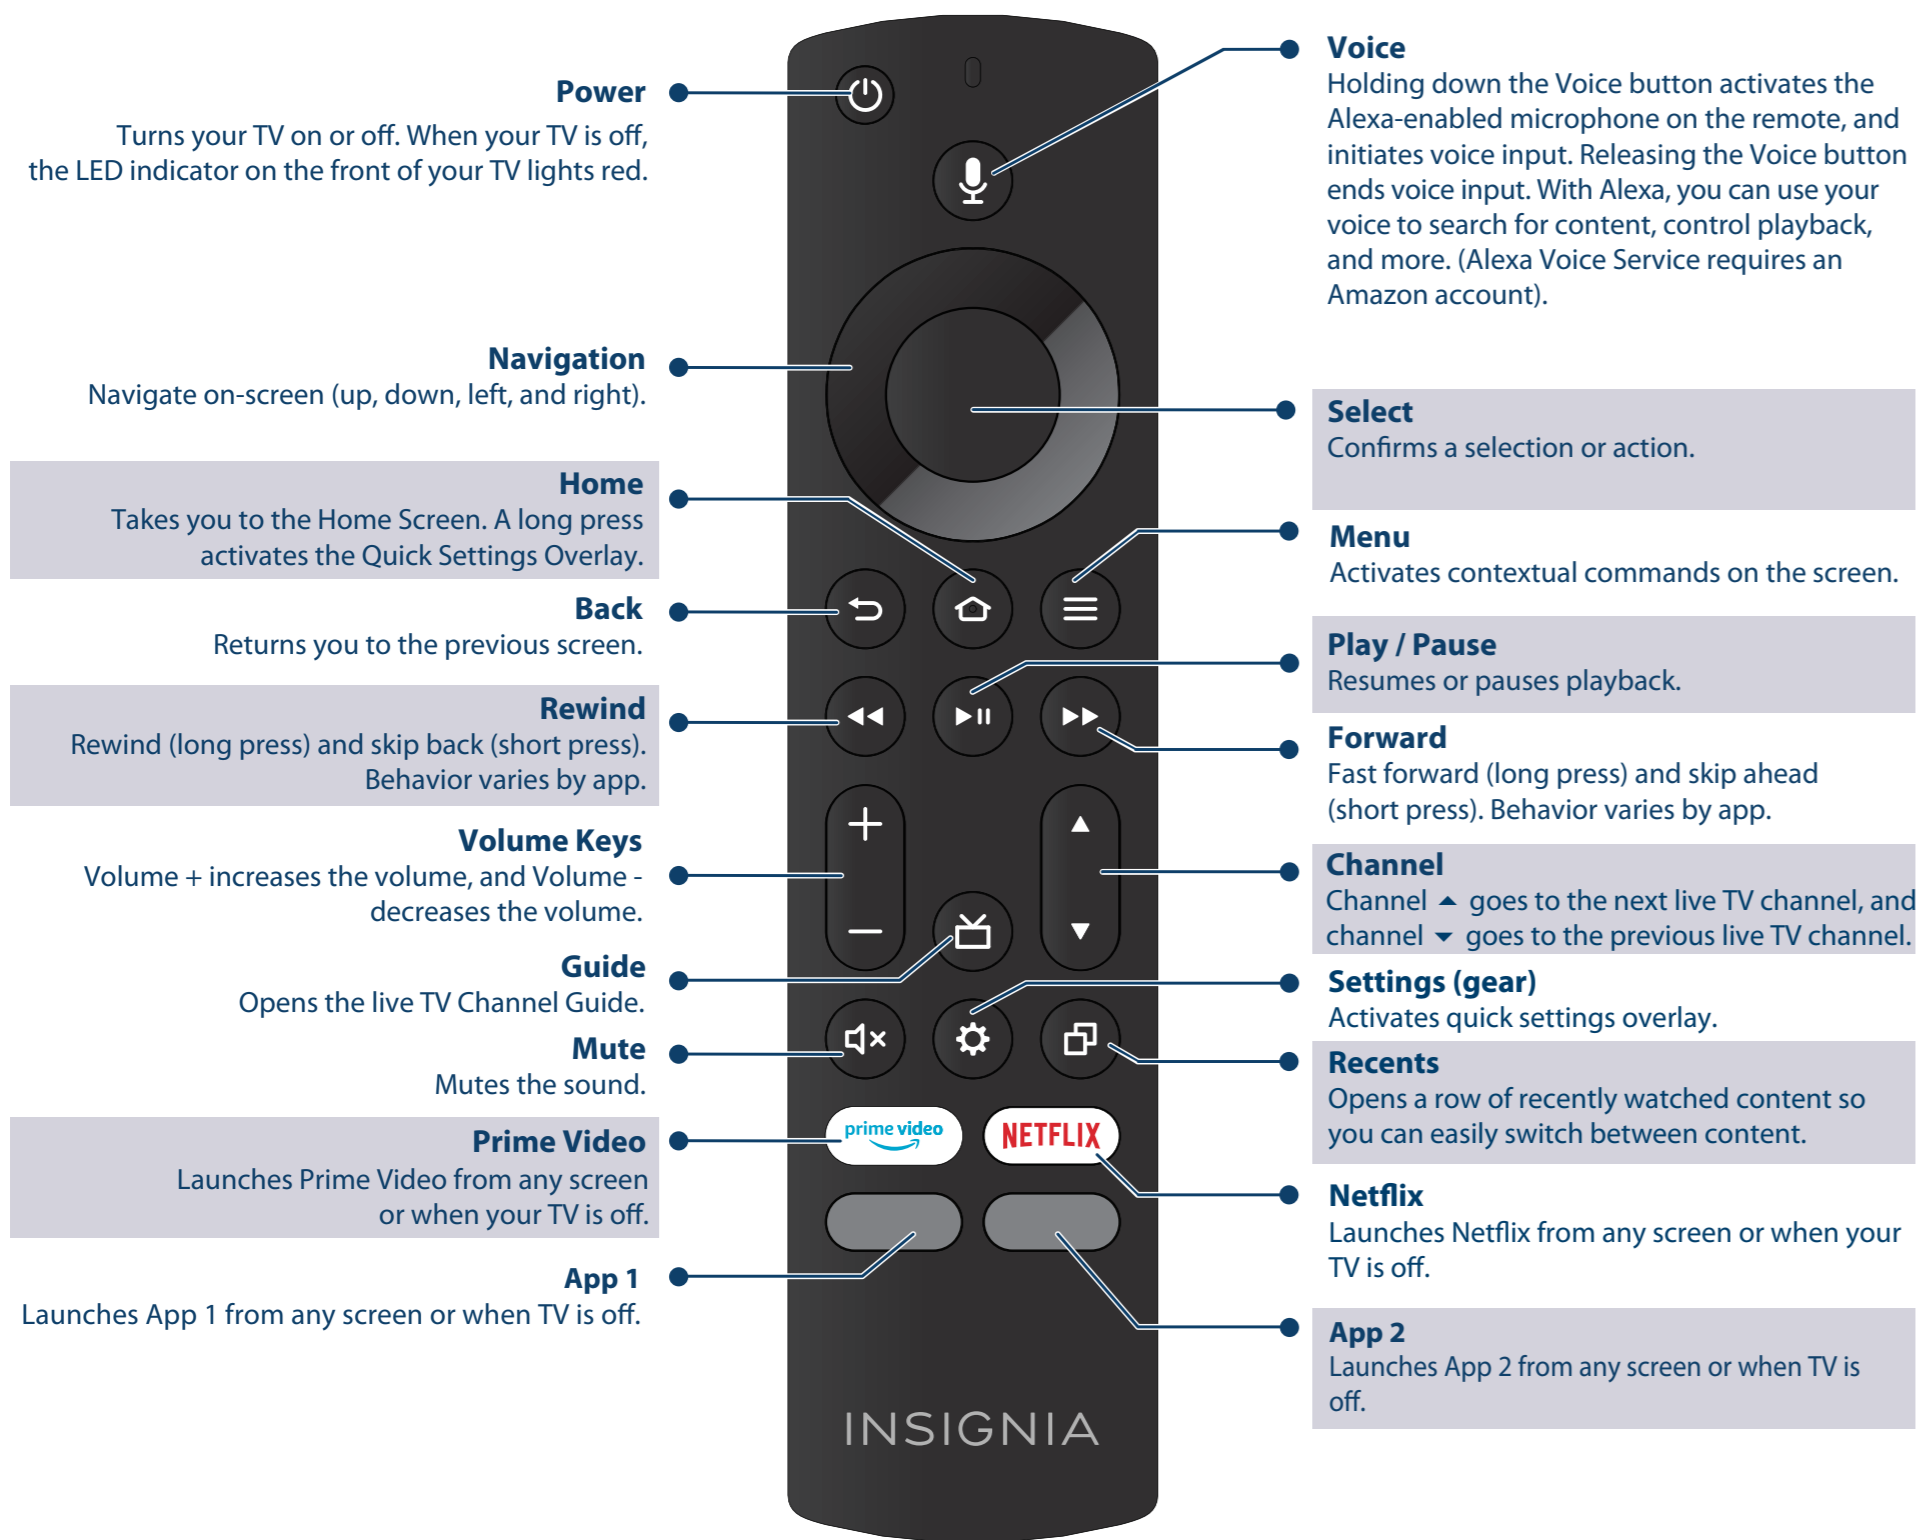 Power
Turns your TV on or off. When your TV is off,
the LED indicator on the front of your TV lights red.
Navigation
Navigate on-screen (up, down, left, and right).
Home
Takes you to the Home Screen. A long press
activates the Quick Settings Overlay.
Back
Returns you to the previous screen.
Rewind
Rewind (long press) and skip back (short press).
Behavior varies by app.
Volume Keys
Volume + increases the volume, and Volume -
decreases the volume.
Guide
Opens the live TV Channel Guide.
Mute
Mutes the sound.
Prime Video
Launches Prime Video from any screen
or when your TV is off.
App 1
Launches App 1 from any screen or when TV is off.
prime video
NETFLIX
INSIGNIA
Voice
Holding down the Voice button activates the
Alexa-enabled microphone on the remote, and
initiates voice input. Releasing the Voice button
ends voice input. With Alexa, you can use your
voice to search for content, control playback,
and more. (Alexa Voice Service requires an
Amazon account).
Select
Confirms a selection or action.
Menu
Activates contextual commands on the screen.
Play / Pause
Resumes or pauses playback.
Forward
Fast forward (long press) and skip ahead
(short press). Behavior varies by app.
Channel
Channel ▲ goes to the next live TV channel, and
channel ▼ goes to the previous live TV channel.
Settings (gear)
Activates quick settings overlay.
Recents
Opens a row of recently watched content so
you can easily switch between content.
Netflix
Launches Netflix from any screen or when your
TV is off.
App 2
Launches App 2 from any screen or when TV is
off.